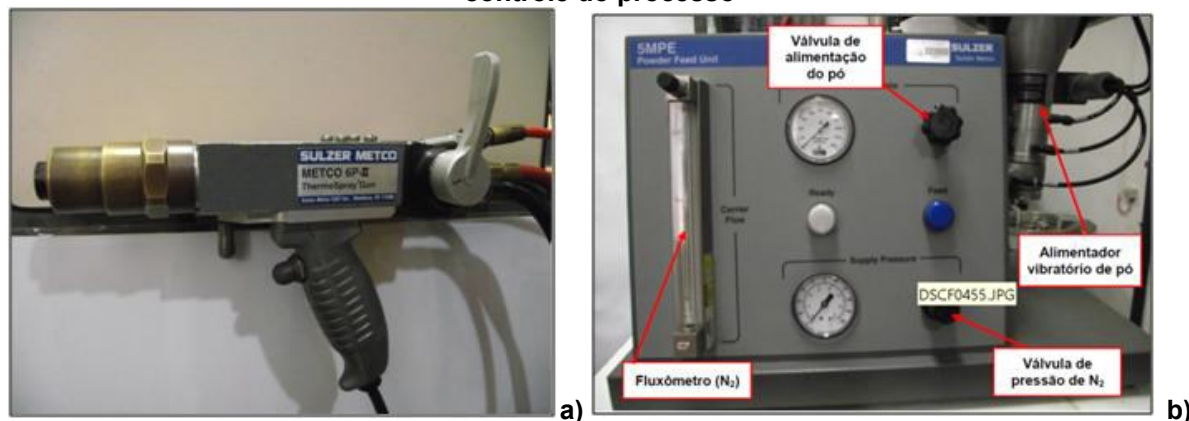 controle do processo
SULZER METCO
METCO 6P-II
ThermoSpray Gun
a)
5MPE
Powder Feed Unit
SULZER
Válvula de
alimentação
do pó
Ready
Feed
Carrier
Flow
Supply Pressure
Alimentador
vibratório de pó
DSCF0455.JPG
Fluxômetro (N₂)
Válvula de
pressão de N₂
b)